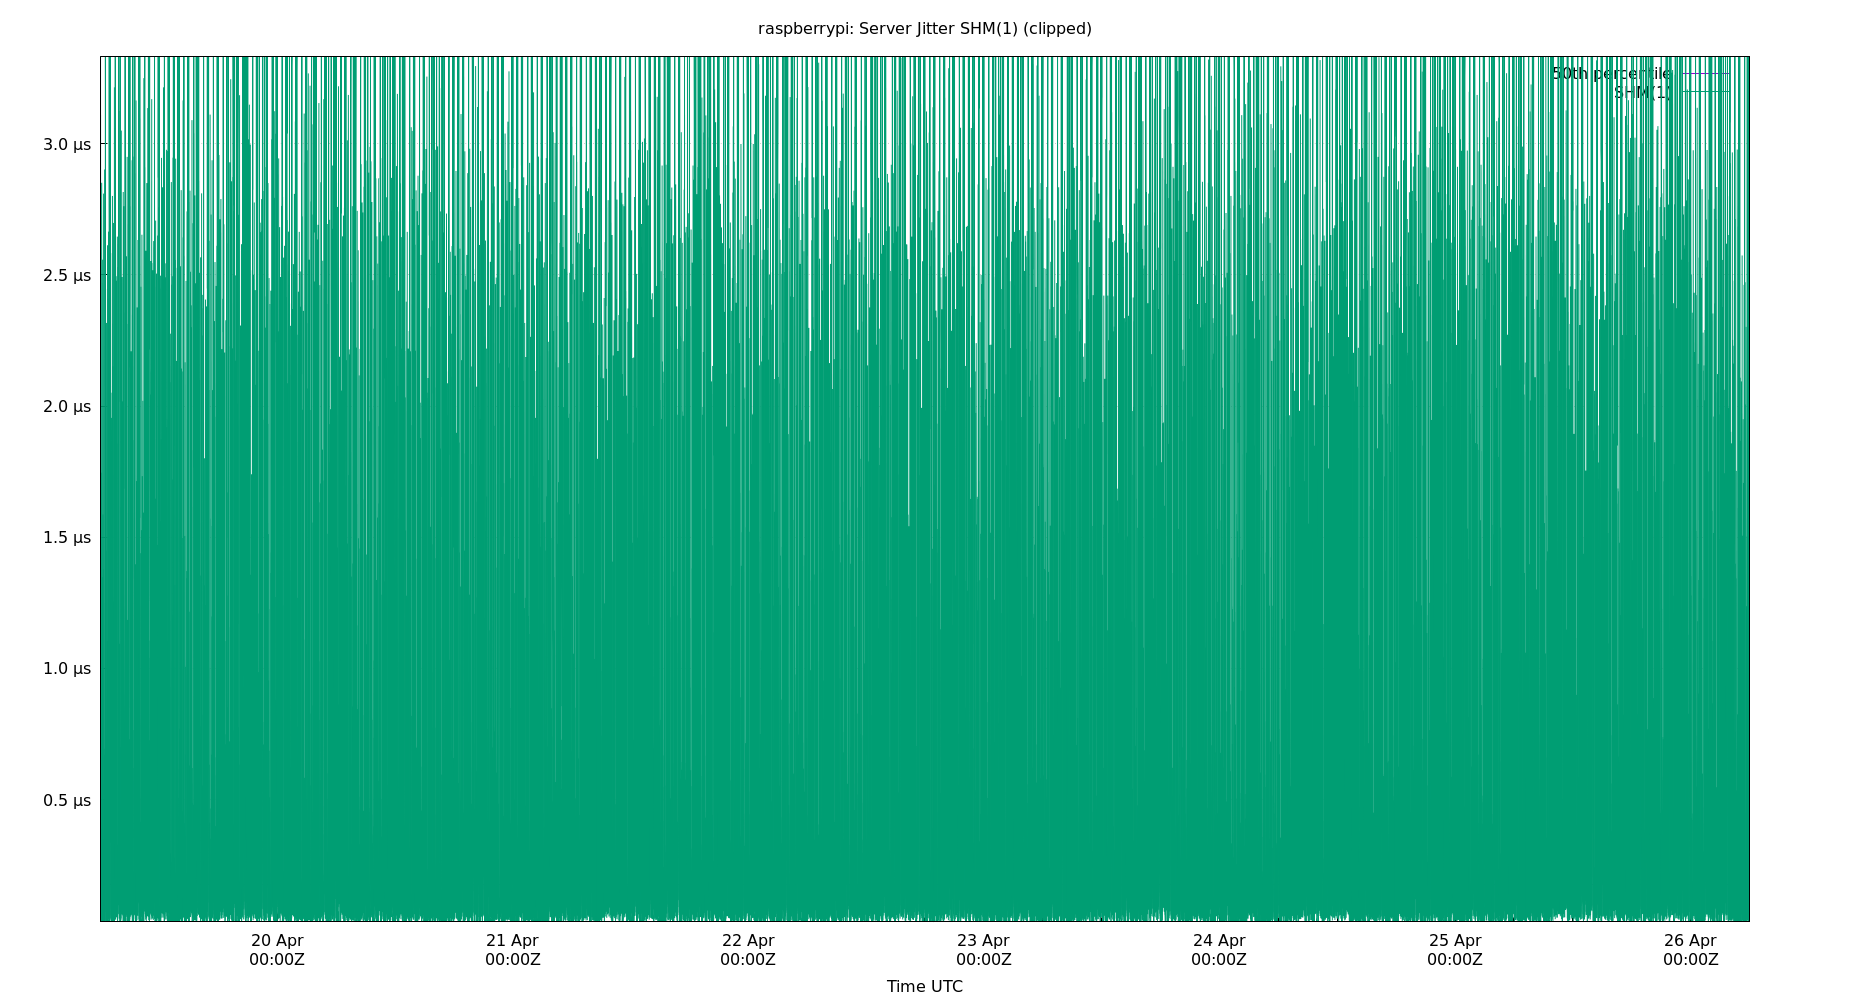 raspberrypi: Server Jitter SHM(1) (clipped)
50th percentile
SHM(1)
3.0 µs
2.5 µs
2.0 µs
1.5 µs
1.0 µs
0.5 µs
20 Apr 21 Apr 22 Apr 23 Apr 24 Apr 25 Apr 26 Apr
00:00Z 00:00Z 00:00Z 00:00Z 00:00Z 00:00Z 00:00Z
Time UTC